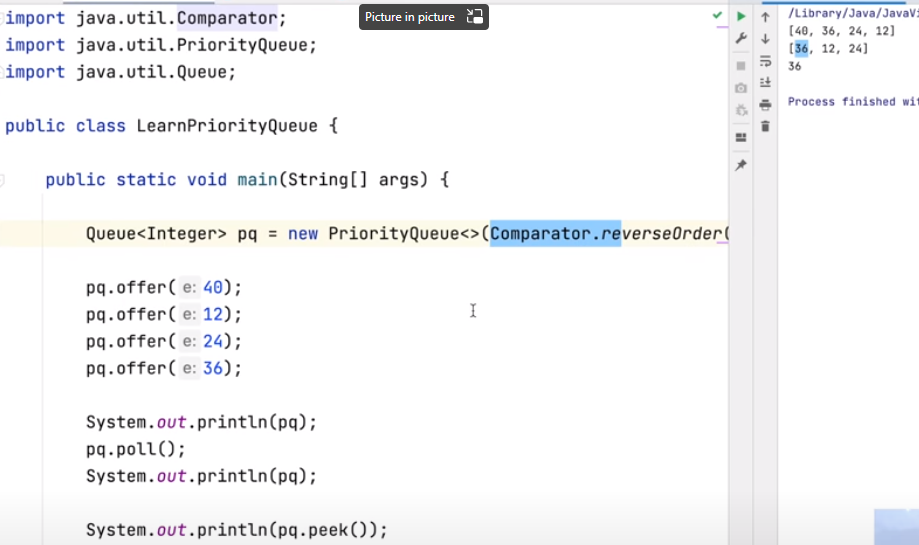 import java.util.Comparator;
Picture in picture
import java.util.PriorityQueue;
import java.util.Queue;
public class LearnPriorityQueue {
public static void main(String[] args) {
Queue<Integer> pq = new PriorityQueue<>(Comparator.reverseOrder(
pq.offer( e: 40);
pq.offer( e: 12);
pq.offer( e: 24);
pq.offer( e: 36);
System.out.println(pq);
pq.poll();
System.out.println(pq);
System.out.println(pq.peek());
/Library/Java/JavaVi
[40, 36, 24, 12]
[36, 12, 24]
36
Process finished wit